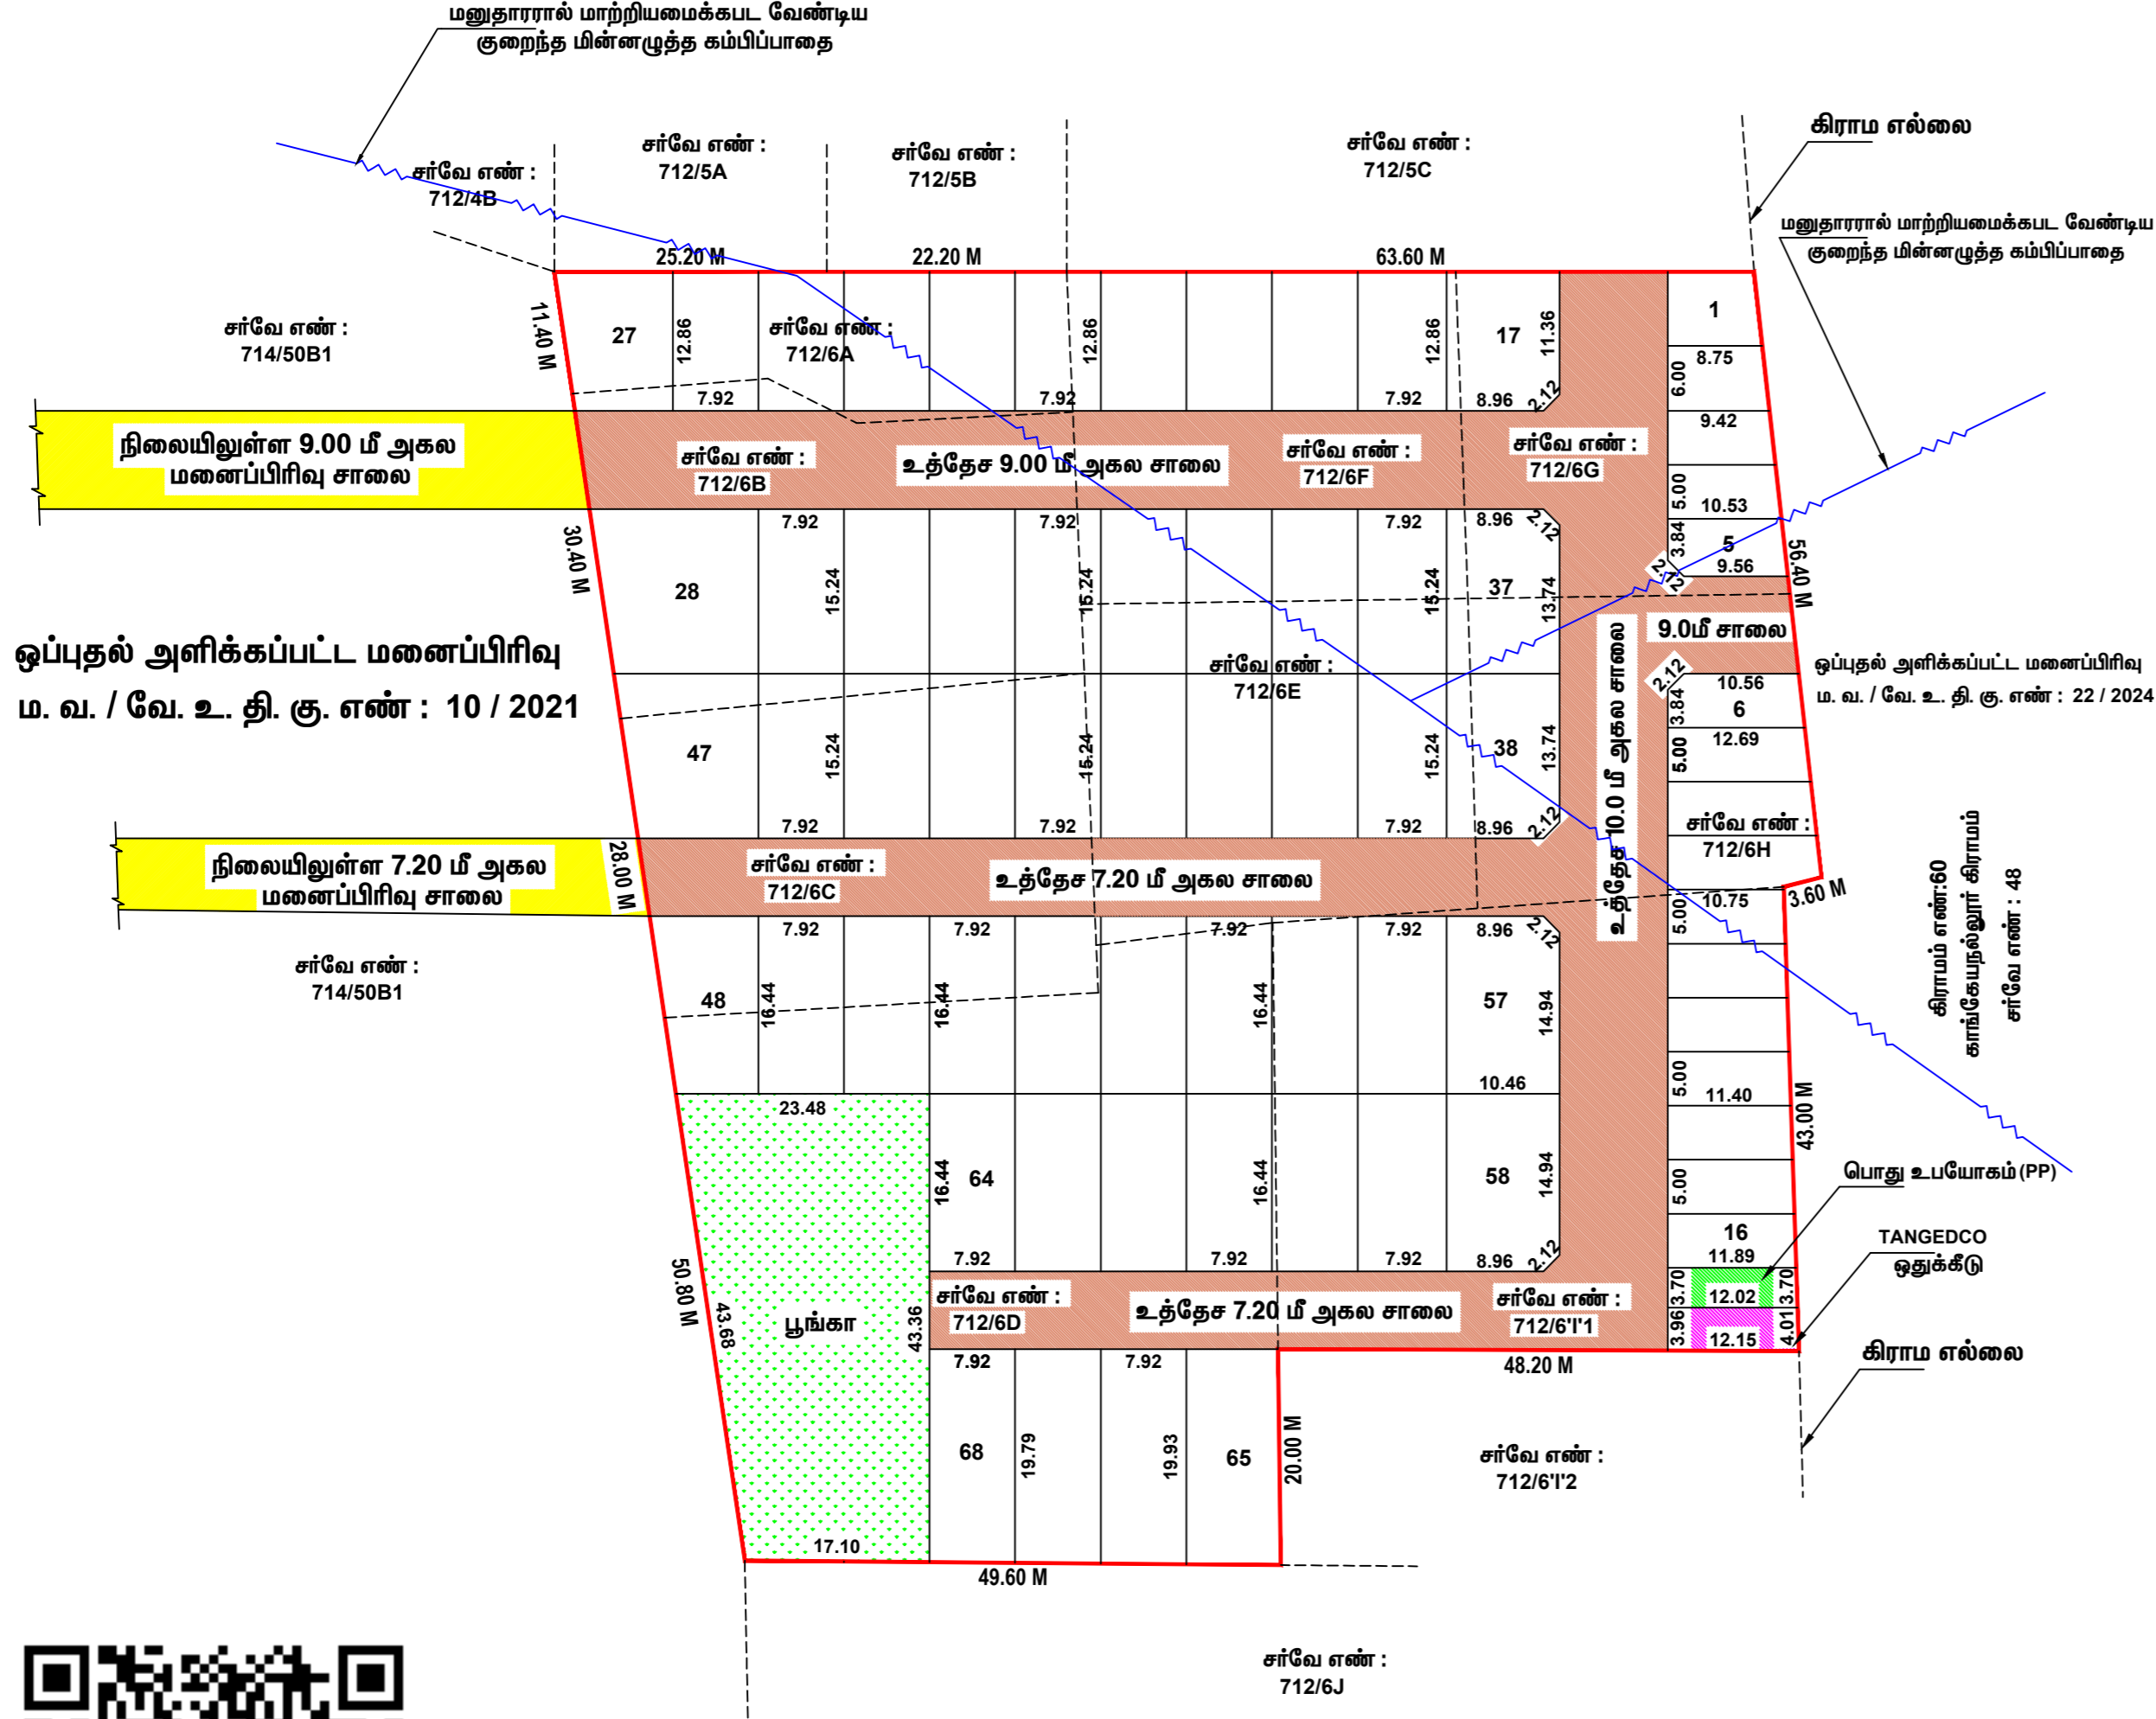 மனுதாரரால் மாற்றியமைக்கபட வேண்டிய
குறைந்த மின்னழுத்த கம்பிப்பாதை
சர்வே எண் :
712/4B
சர்வே எண் :
712/5A
சர்வே எண் :
712/5B
சர்வே எண் :
712/5C
கிராம எல்லை
மனுதாரரால் மாற்றியமைக்கபட வேண்டிய
குறைந்த மின்னழுத்த கம்பிப்பாதை
25.20 M
22.20 M
63.60 M
சர்வே எண் :
714/50B1
11.40 M
27
12.86
சர்வே எண் :
712/6A
12.86
12.86
17
11.36
1
8.75
6.00
7.92
7.92
7.92
8.96
2.12
9.42
நிலையிலுள்ள 9.00 மீ அகல
மனைப்பிரிவு சாலை
சர்வே எண் :
712/6B
உத்தேச 9.00 மீ அகல சாலை
சர்வே எண் :
712/6F
சர்வே எண் :
712/6G
5.00
10.53
7.92
7.92
7.92
8.96
2.12
3.84
5
9.56
2.12
56.40 M
30.40 M
28
15.24
15.24
15.24
37
13.74
9.0மீ சாலை
ஒப்புதல் அளிக்கப்பட்ட மனைப்பிரிவு
ம. வ. / வே. உ. தி. கு. எண் : 10 / 2021
சர்வே எண் :
712/6E
உத்தேச 10.0 மீ அகல சாலை
2.12
10.56
3.84
6
12.69
5.00
ஒப்புதல் அளிக்கப்பட்ட மனைப்பிரிவு
ம. வ. / வே. உ. தி. கு. எண் : 22 / 2024
47
15.24
15.24
15.24
38
13.74
7.92
7.92
7.92
8.96
2.12
சர்வே எண் :
712/6H
நிலையிலுள்ள 7.20 மீ அகல
மனைப்பிரிவு சாலை
28.00 M
சர்வே எண் :
712/6C
உத்தேச 7.20 மீ அகல சாலை
3.60 M
10.75
5.00
கிராமம் எண்:60
காங்கேயநல்லூர் கிராமம்
சர்வே எண் : 48
7.92
7.92
7.92
7.92
8.96
2.12
சர்வே எண் :
714/50B1
48
16.44
16.44
16.44
57
14.94
10.46
5.00
11.40
43.00 M
23.48
16.44
64
16.44
58
14.94
5.00
பொது உபயோகம்(PP)
16
11.89
TANGEDCO
ஒதுக்கீடு
50.80 M
43.68
பூங்கா
43.36
7.92
7.92
7.92
8.96
2.12
3.70
12.02
3.70
சர்வே எண் :
712/6D
உத்தேச 7.20 மீ அகல சாலை
சர்வே எண் :
712/6'I'1
3.96
12.15
4.01
கிராம எல்லை
7.92
7.92
48.20 M
68
19.79
19.93
65
20.00 M
சர்வே எண் :
712/6'I'2
17.10
49.60 M
சர்வே எண் :
712/6J